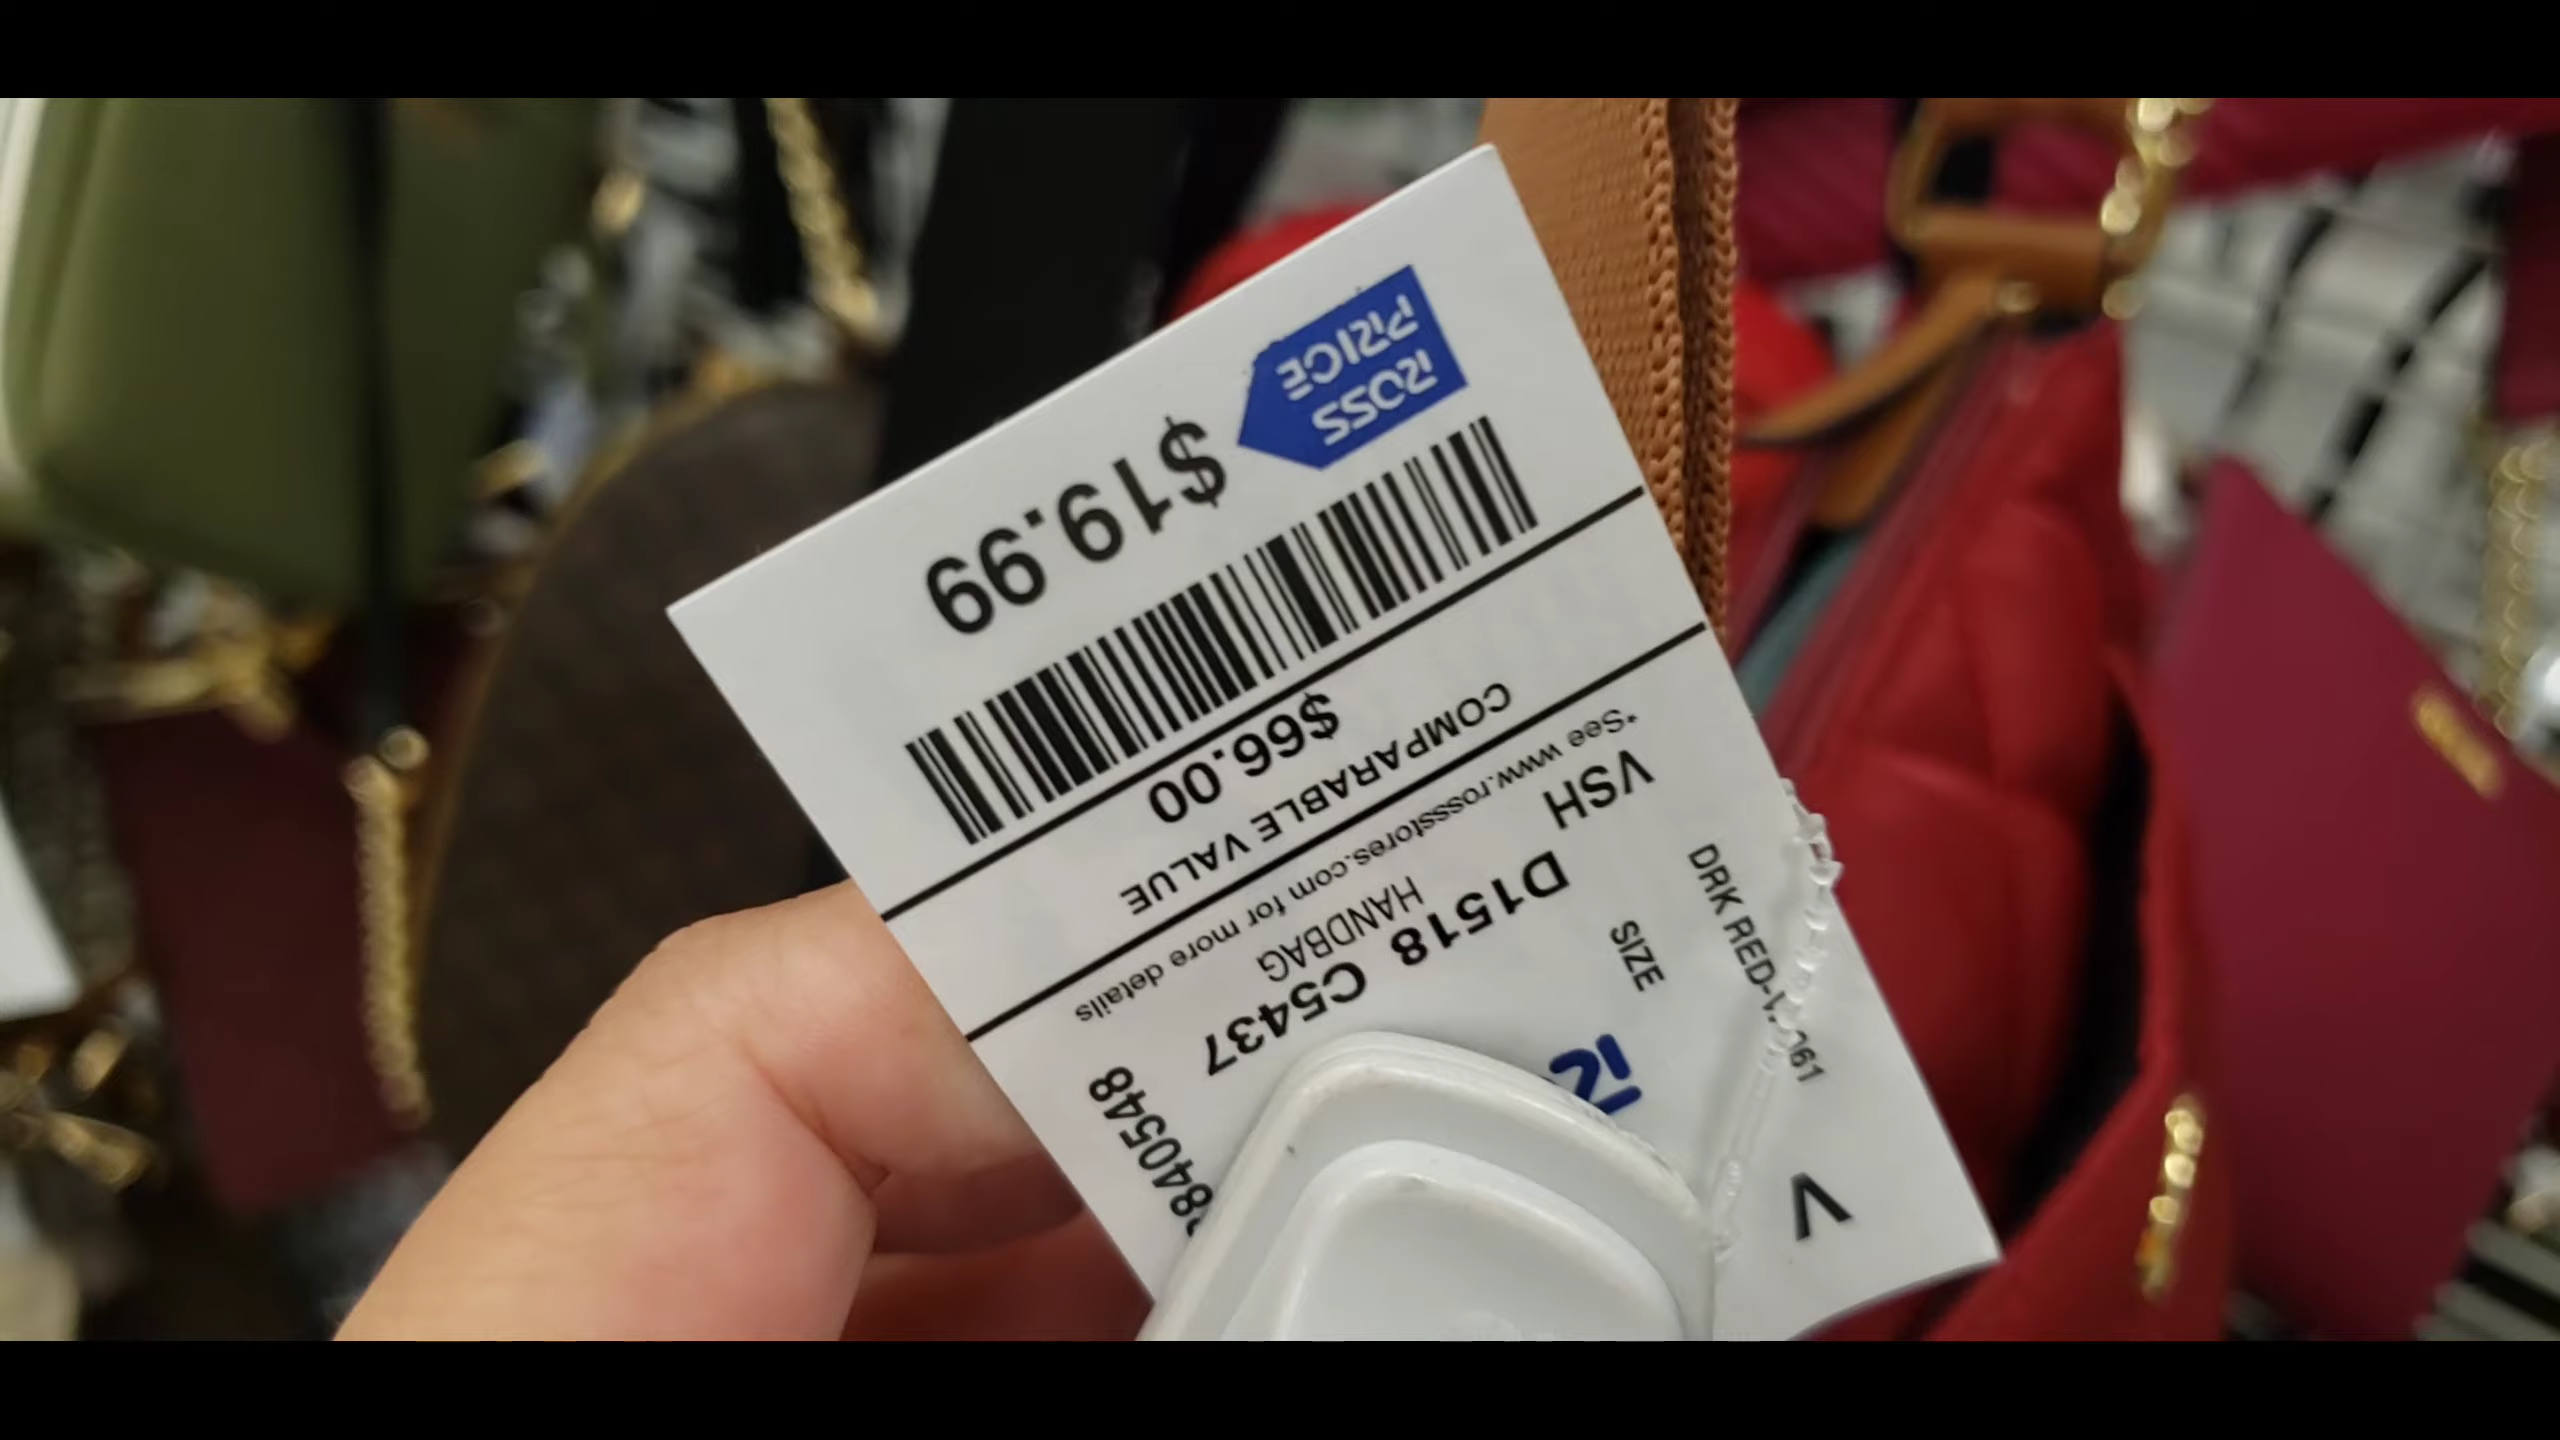 V
DRK RED-
SIZE
D1518 C5437
HANDBAG
VSH
*See www.rossstores.com for more details
COMPARABLE VALUE
$66.00
ROSS
PRICE
$19.99